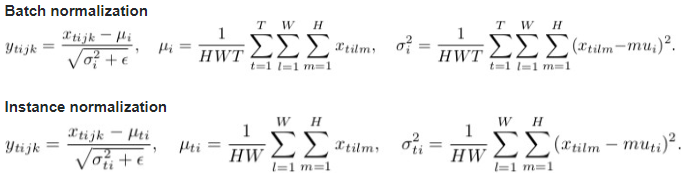 Batch normalization
y_{tijk} = \frac{x_{tijk} - \mu_i}{\sqrt{\sigma_i^2 + \epsilon}}, \mu_i = \frac{1}{HWT} \sum_{t=1}^{T} \sum_{l=1}^{W} \sum_{m=1}^{H} x_{tilm}, \sigma_i^2 = \frac{1}{HWT} \sum_{t=1}^{T} \sum_{l=1}^{W} \sum_{m=1}^{H} (x_{tilm} - mu_i)^2.
Instance normalization
y_{tijk} = \frac{x_{tijk} - \mu_{ti}}{\sqrt{\sigma_{ti}^2 + \epsilon}}, \mu_{ti} = \frac{1}{HW} \sum_{l=1}^{W} \sum_{m=1}^{H} x_{tilm}, \sigma_{ti}^2 = \frac{1}{HW} \sum_{l=1}^{W} \sum_{m=1}^{H} (x_{tilm} - mu_{ti})^2.